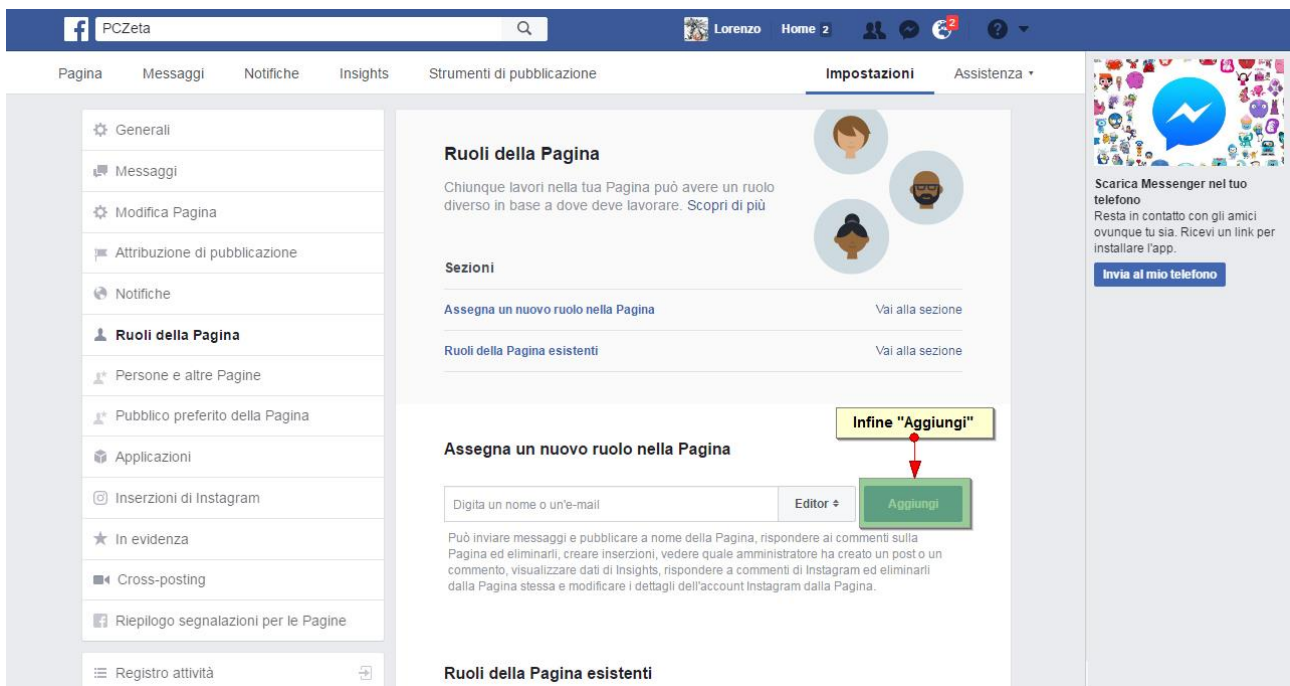 f PCZeta Lorenzo Home 2 2 ?
Pagina Messaggi Notifiche Insights Strumenti di pubblicazione Impostazioni Assistenza
Generali
Messaggi
Modifica Pagina
Attribuzione di pubblicazione
Notifiche
Ruoli della Pagina
Persone e altre Pagine
Pubblico preferito della Pagina
Applicazioni
Inserzioni di Instagram
In evidenza
Cross-posting
Riepilogo segnalazioni per le Pagine
Registro attività
Ruoli della Pagina
Chiunque lavori nella tua Pagina può avere un ruolo
diverso in base a dove deve lavorare. Scopri di più
Sezioni
Assegna un nuovo ruolo nella Pagina Vai alla sezione
Ruoli della Pagina esistenti Vai alla sezione
Infine "Aggiungi"
Assegna un nuovo ruolo nella Pagina
Digita un nome o un'e-mail Editor Aggiungi
Può inviare messaggi e pubblicare a nome della Pagina, rispondere ai commenti sulla
Pagina ed eliminarli, creare inserzioni, vedere quale amministratore ha creato un post o un
commento, visualizzare dati di Insights, rispondere a commenti di Instagram ed eliminarli
dalla Pagina stessa e modificare i dettagli dell'account Instagram dalla Pagina.
Ruoli della Pagina esistenti
Scarica Messenger nel tuo
telefono
Resta in contatto con gli amici
ovunque tu sia. Ricevi un link per
installare l'app.
Invia al mio telefono